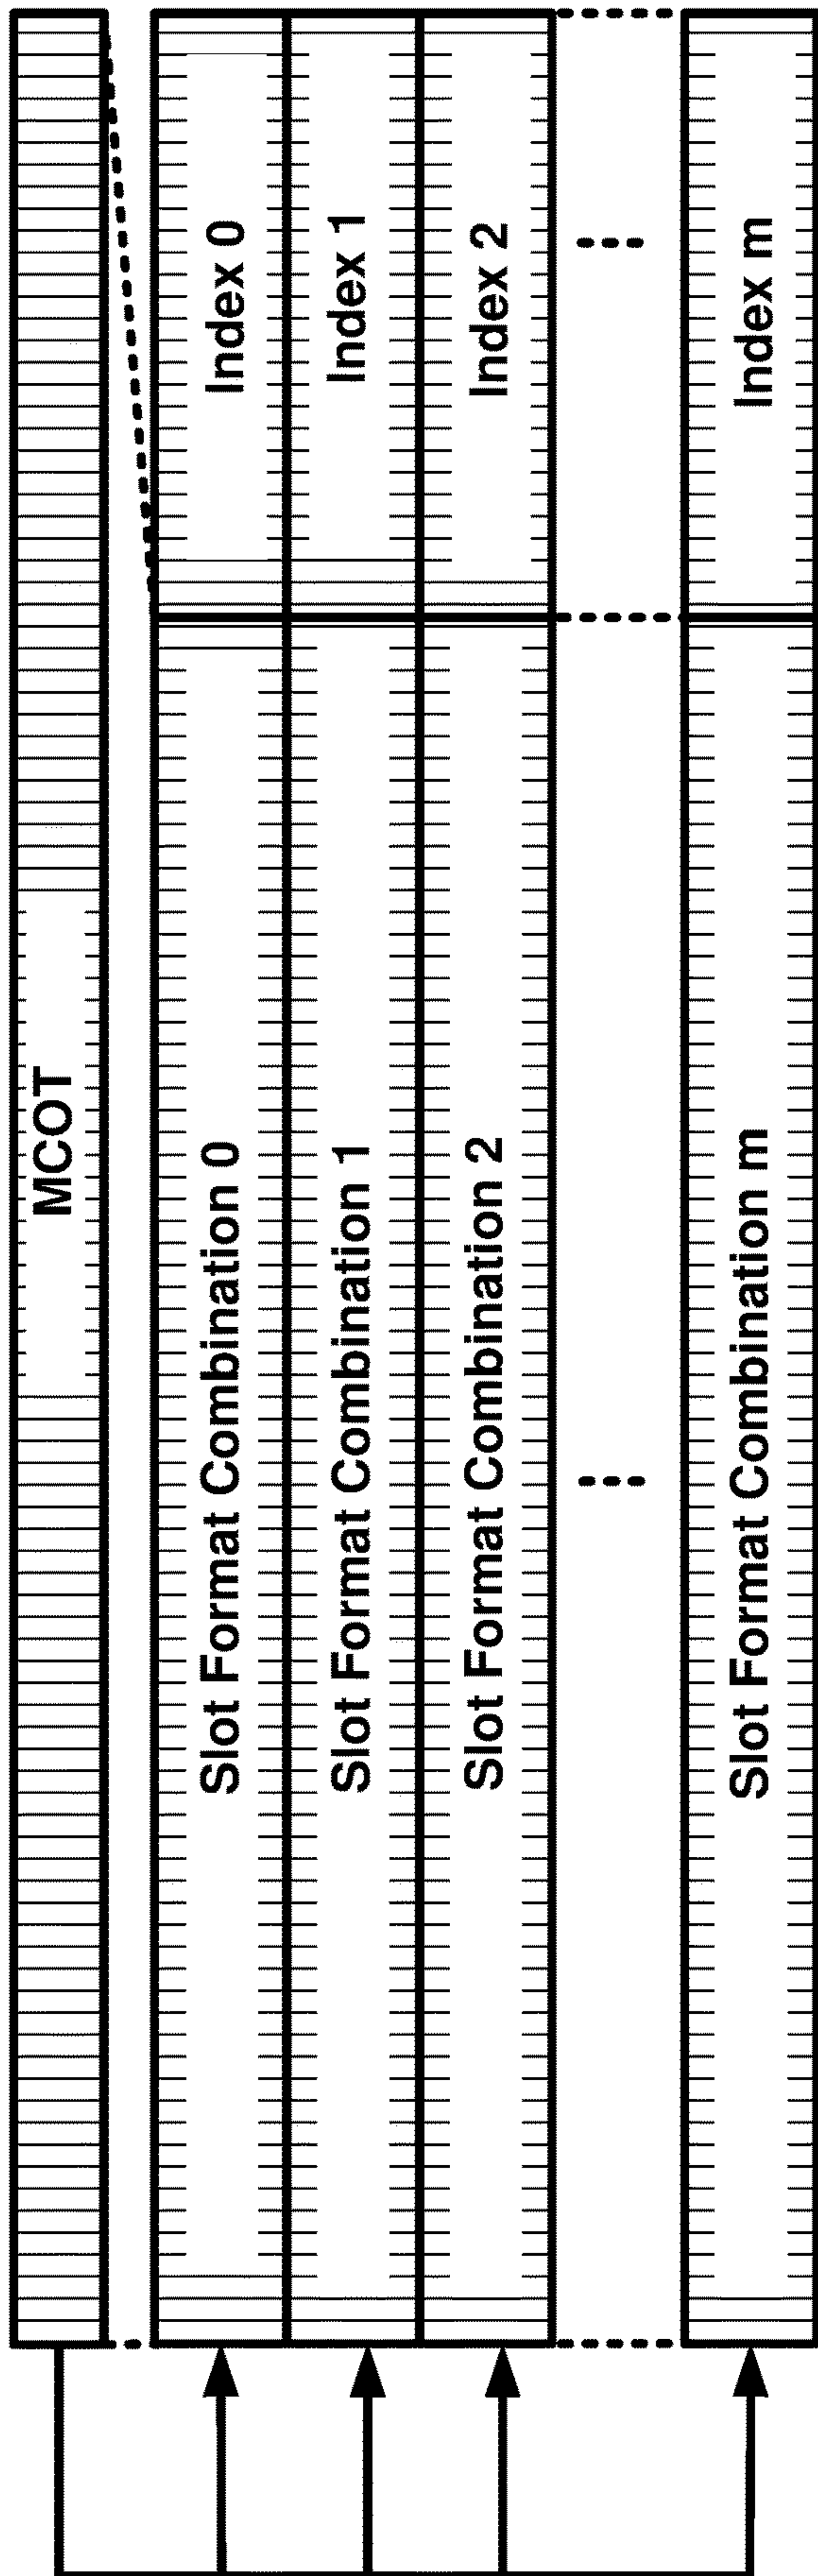 MCOT
Slot Format Combination 0
Index 0
Slot Format Combination 1
Index 1
Slot Format Combination 2
Index 2
Slot Format Combination m
Index m